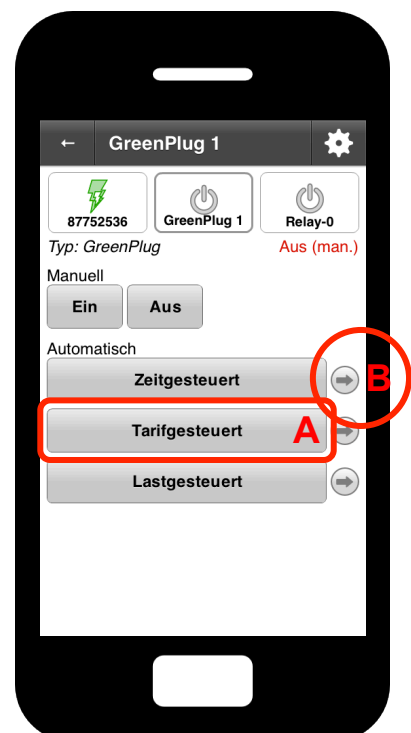 ← GreenPlug 1
87752536 GreenPlug 1 Relay-0
Typ: GreenPlug Aus (man.)
Manuell
Ein Aus
Automatisch
Zeitgesteuert B
Tarifgesteuert A
Lastgesteuert